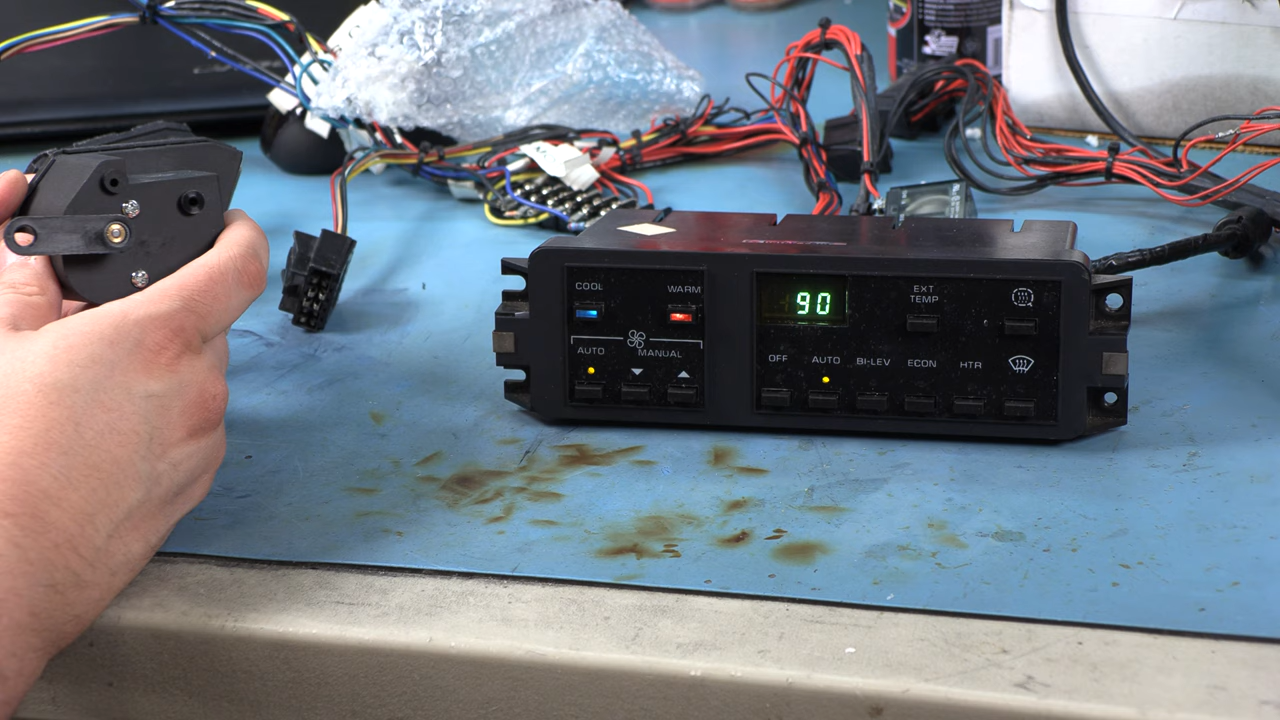 COOL
WARM
AUTO
MANUAL
90
EXT
TEMP
OFF
AUTO
BI-LEV
ECON
HTR